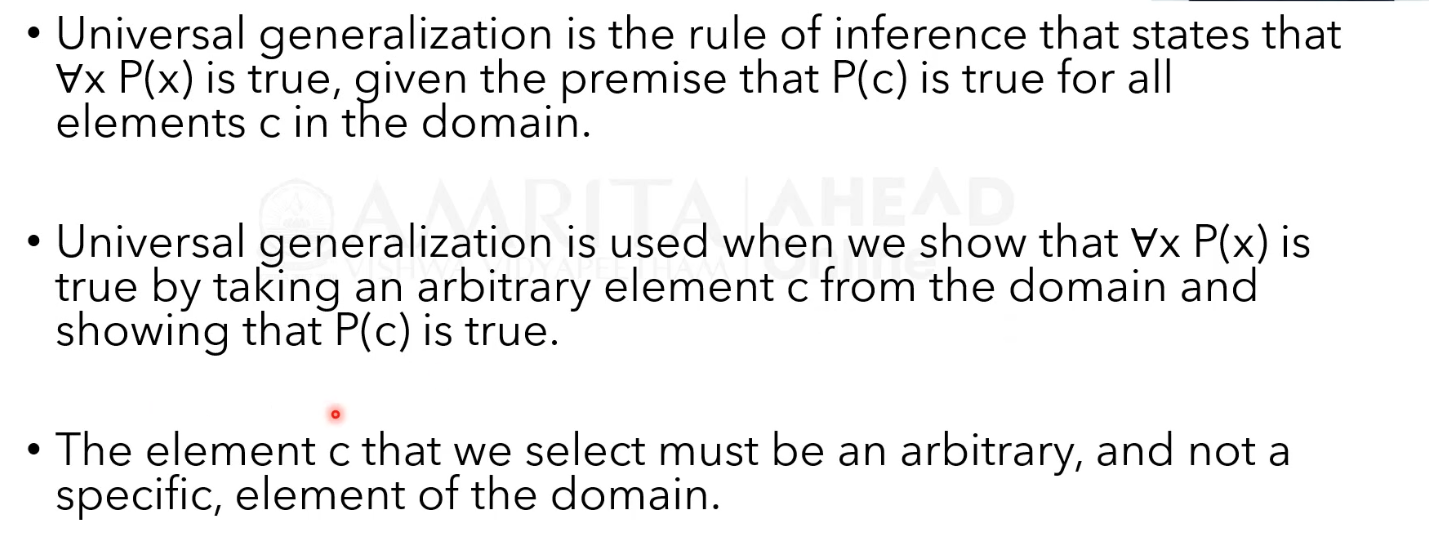 • Universal generalization is the rule of inference that states that
∀x P(x) is true, given the premise that P(c) is true for all
elements c in the domain.
AMRITA AHEAD
VISHWA VIDYAPEETHAM Online
• Universal generalization is used when we show that ∀x P(x) is
true by taking an arbitrary element c from the domain and
showing that P(c) is true.
• The element c that we select must be an arbitrary, and not a
specific, element of the domain.